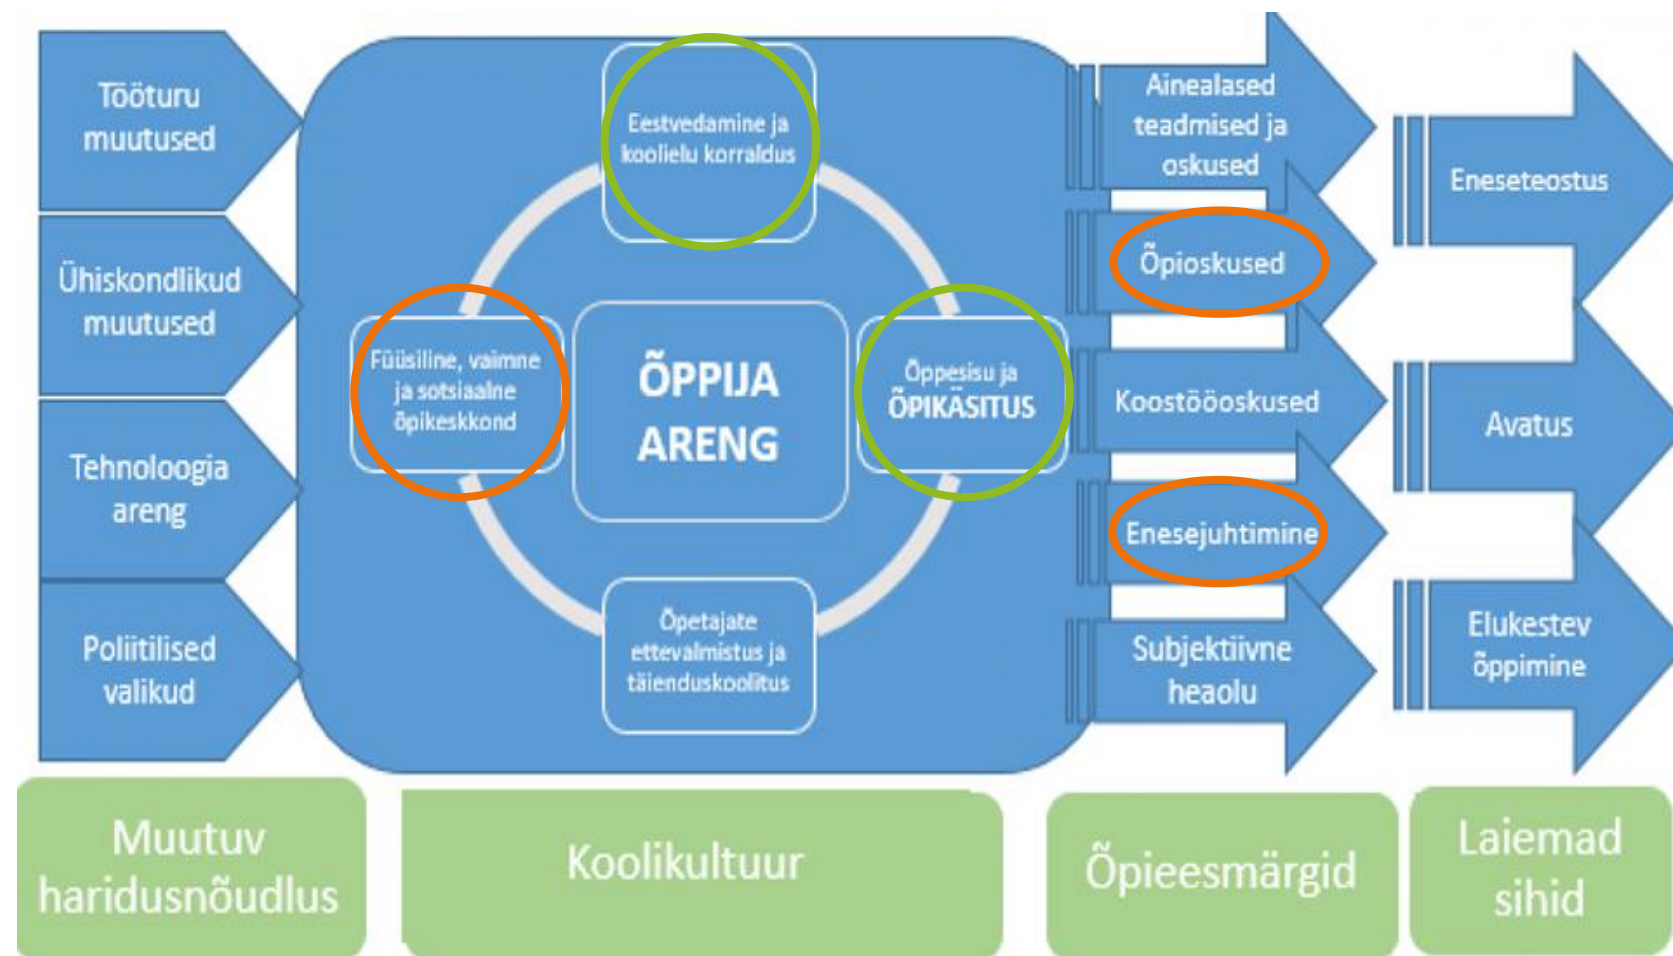 Tööturu
muutused
Ühiskondlikud
muutused
Tehnoloogia
areng
Poliitilised
valikud
Eestvedamine ja
koolielu korraldus
Füüsiline, vaimne
ja sotsiaalne
õpikeskkond
ÕPPIJA
ARENG
Õppesisu ja
ÕPIKÄSITUS
Õpetajate
ettevalmistus ja
täienduskoolitus
Ainealased
teadmised ja
oskused
Õpioskused
Koostööoskused
Enesejuhtimine
Subjektiivne
heaolu
Eneseteostus
Avatus
Elukestev
õppimine
Muutuv
haridusnõudlus
Koolikultuur
Õpieesmärgid
Laiemad
sihid